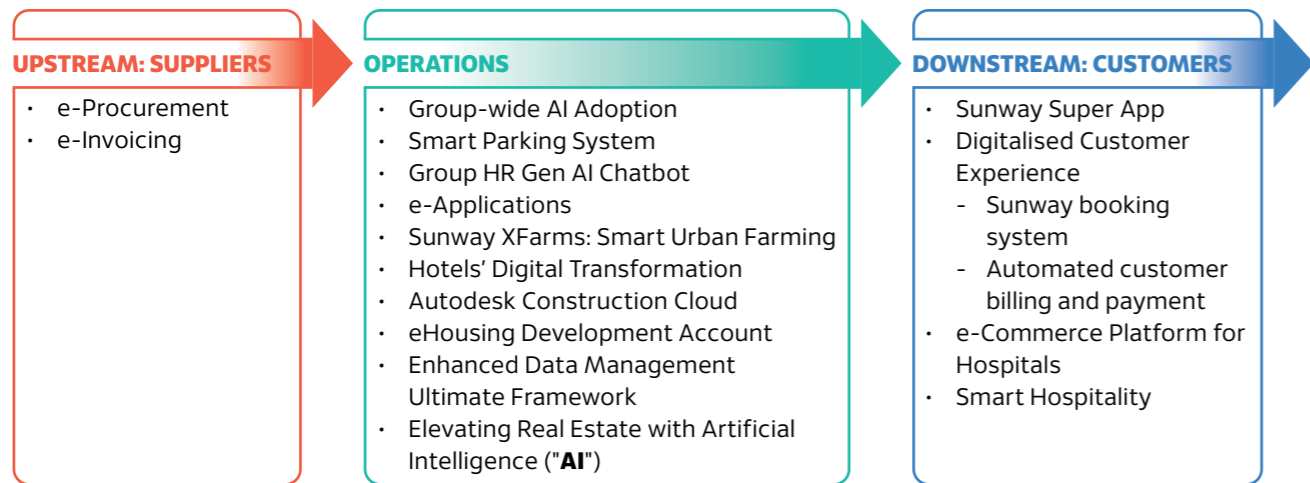 UPSTREAM: SUPPLIERS
• e-Procurement
• e-Invoicing
OPERATIONS
• Group-wide AI Adoption
• Smart Parking System
• Group HR Gen AI Chatbot
• e-Applications
• Sunway XFarms: Smart Urban Farming
• Hotels' Digital Transformation
• Autodesk Construction Cloud
• eHousing Development Account
• Enhanced Data Management
Ultimate Framework
• Elevating Real Estate with Artificial
Intelligence ("AI")
DOWNSTREAM: CUSTOMERS
• Sunway Super App
• Digitalised Customer
Experience
- Sunway booking
system
- Automated customer
billing and payment
• e-Commerce Platform for
Hospitals
• Smart Hospitality